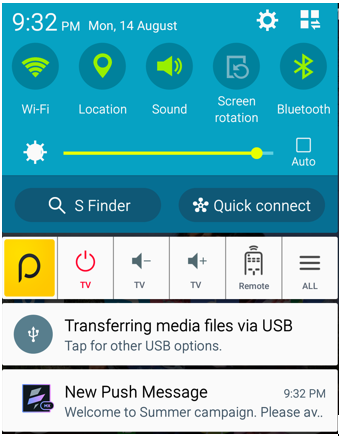 9:32 PM Mon, 14 August
Wi-Fi
Location
Sound
Screen
rotation
Bluetooth
Auto
S Finder
Quick connect
TV
TV
TV
Remote
ALL
Transferring media files via USB
Tap for other USB options.
New Push Message 9:32 PM
Welcome to Summer campaign. Please av..